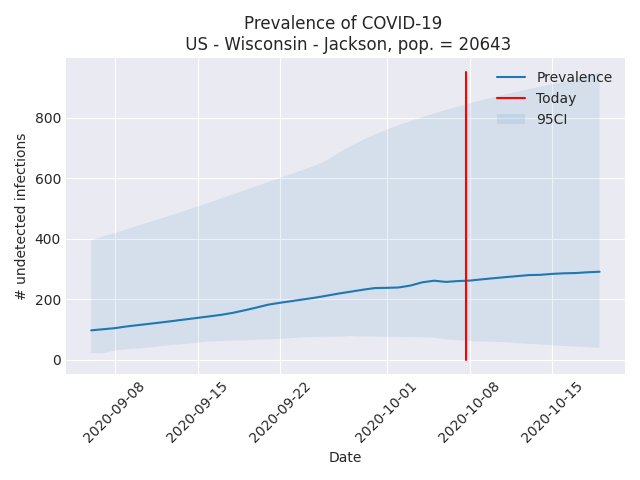 Prevalence of COVID-19
US - Wisconsin - Jackson, pop. = 20643
Prevalence
Today
95CI
# undetected infections
800
600
400
200
0
2020-09-08
2020-09-15
2020-09-22
2020-10-01
2020-10-08
2020-10-15
Date